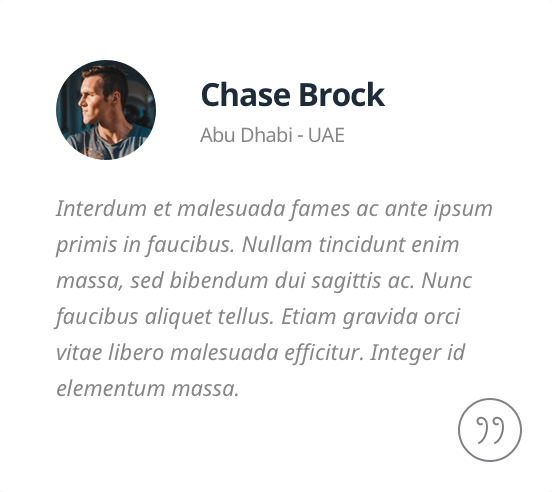 Chase Brock
Abu Dhabi - UAE
Interdum et malesuada fames ac ante ipsum
primis in faucibus. Nullam tincidunt enim
massa, sed bibendum dui sagittis ac. Nunc
faucibus aliquet tellus. Etiam gravida orci
vitae libero malesuada efficitur. Integer id
elementum massa.